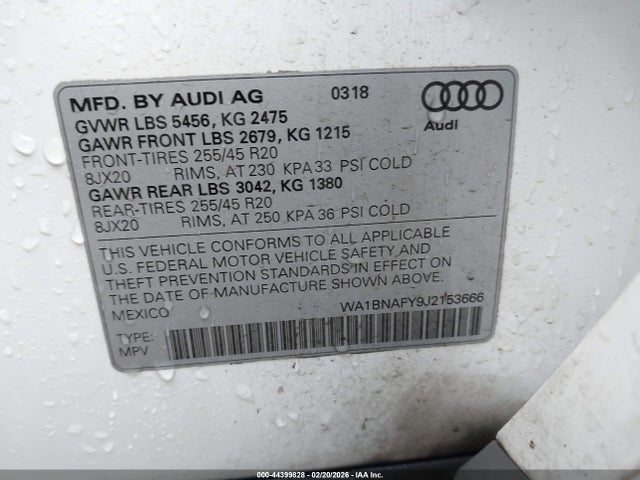 MFD. BY AUDI AG 0318
GVWR LBS 5456, KG 2475
GAWR FRONT LBS 2679, KG 1215
FRONT-TIRES 255/45 R20
8JX20 RIMS, AT 230 KPA 33 PSI COLD
GAWR REAR LBS 3042, KG 1380
REAR-TIRES 255/45 R20
8JX20 RIMS, AT 250 KPA 36 PSI COLD
Audi
THIS VEHICLE CONFORMS TO ALL APPLICABLE
U.S. FEDERAL MOTOR VEHICLE SAFETY AND
THEFT PREVENTION STANDARDS IN EFFECT ON
DATE OF MANUFACTURE SHOWN ABOVE.
MEXICO WA1BNAFY9J2153666
TYPE:
MPV
000-44399828 - 02/20/2026 - IAAI.com